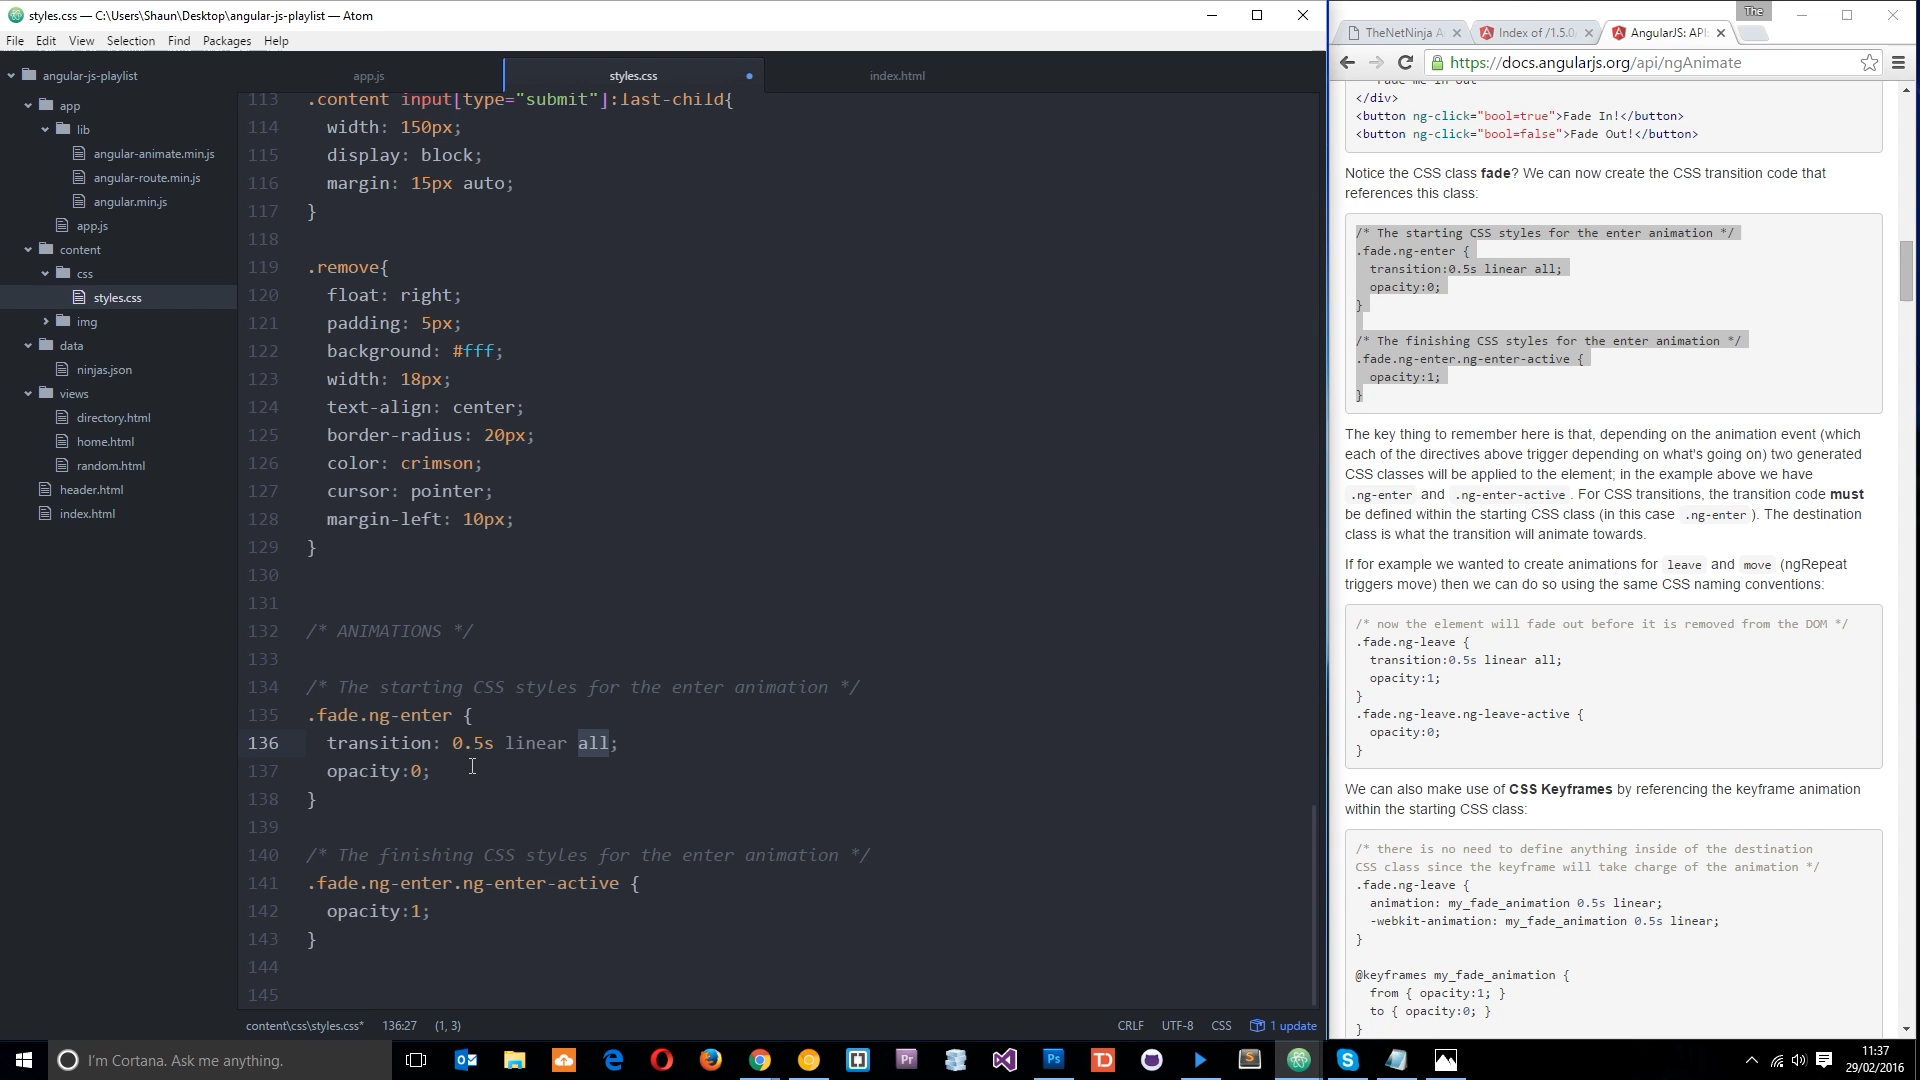 styles.css — C:\Users\Shaun\Desktop\angular-js-playlist — Atom
File Edit View Selection Find Packages Help
angular-js-playlist
app
lib
angular-animate.min.js
angular-route.min.js
angular.min.js
app.js
content
css
styles.css
img
data
ninjas.json
views
directory.html
home.html
random.html
header.html
index.html
app.js styles.css index.html
113 .content input[type="submit"]:last-child{
114 width: 150px;
115 display: block;
116 margin: 15px auto;
117 }
118
119 .remove{
120 float: right;
121 padding: 5px;
122 background: #fff;
123 width: 18px;
124 text-align: center;
125 border-radius: 20px;
126 color: crimson;
127 cursor: pointer;
128 margin-left: 10px;
129 }
130
131
132 /* ANIMATIONS */
133
134 /* The starting CSS styles for the enter animation */
135 .fade.ng-enter {
136 transition: 0.5s linear all;
137 opacity:0;
138 }
139
140 /* The finishing CSS styles for the enter animation */
141 .fade.ng-enter.ng-enter-active {
142 opacity:1;
143 }
144
145
content\css\styles.css* 136:27 (1, 3) CRLF UTF-8 CSS 1 update
The
TheNetNinja A Index of /1.5.0 AngularJS: API
https://docs.angularjs.org/api/ngAnimate
</div>
<button ng-click="bool=true">Fade In!</button>
<button ng-click="bool=false">Fade Out!</button>
Notice the CSS class fade? We can now create the CSS transition code that
references this class:
/* The starting CSS styles for the enter animation */
.fade.ng-enter {
transition:0.5s linear all;
opacity:0;
}
/* The finishing CSS styles for the enter animation */
.fade.ng-enter.ng-enter-active {
opacity:1;
}
The key thing to remember here is that, depending on the animation event (which
each of the directives above trigger depending on what's going on) two generated
CSS classes will be applied to the element; in the example above we have
.ng-enter and .ng-enter-active . For CSS transitions, the transition code must
be defined within the starting CSS class (in this case .ng-enter ). The destination
class is what the transition will animate towards.
If for example we wanted to create animations for leave and move (ngRepeat
triggers move) then we can do so using the same CSS naming conventions:
/* now the element will fade out before it is removed from the DOM */
.fade.ng-leave {
transition:0.5s linear all;
opacity:1;
}
.fade.ng-leave.ng-leave-active {
opacity:0;
}
We can also make use of CSS Keyframes by referencing the keyframe animation
within the starting CSS class:
/* there is no need to define anything inside of the destination
CSS class since the keyframe will take charge of the animation */
.fade.ng-leave {
animation: my_fade_animation 0.5s linear;
-webkit-animation: my_fade_animation 0.5s linear;
}
@keyframes my_fade_animation {
from { opacity:1; }
to { opacity:0; }
}
I'm Cortana. Ask me anything.
Pr Ps TD
11:37
29/02/2016